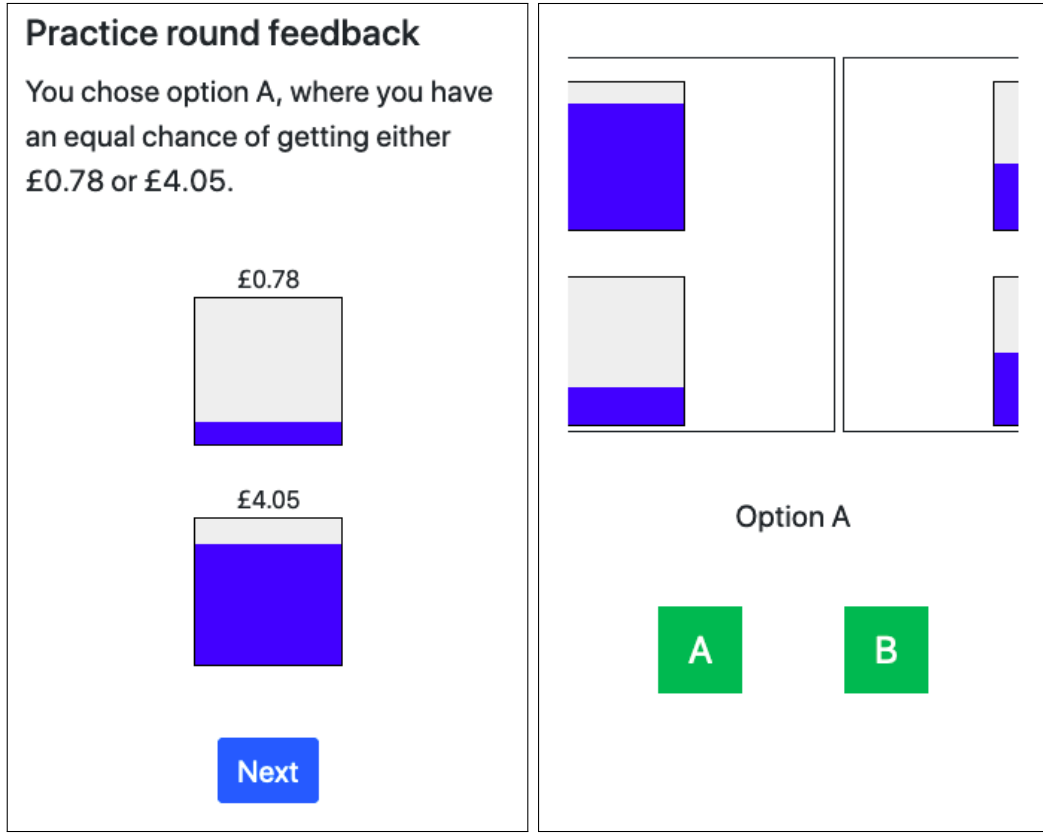 Practice round feedback
You chose option A, where you have
an equal chance of getting either
£0.78 or £4.05.
£0.78
£4.05
Next
Option A
A
B